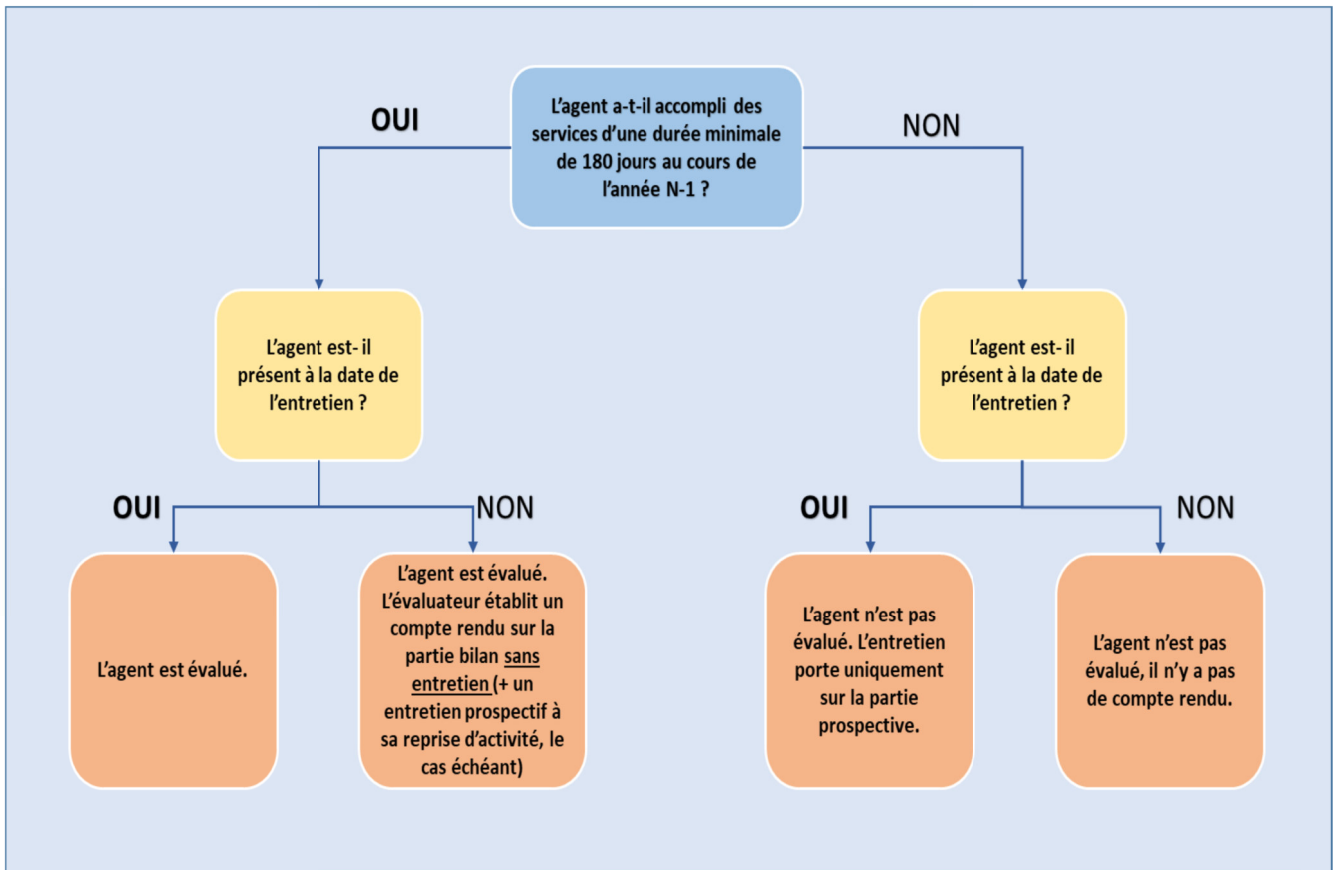 L'agent a-t-il accompli des
services d'une durée minimale
de 180 jours au cours de
l'année N-1 ?
OUI
NON
L'agent est- il
présent à la date de
l'entretien ?
L'agent est- il
présent à la date de
l'entretien ?
OUI
NON
OUI
NON
L'agent est évalué.
L'agent est évalué.
L'évaluateur établit un
compte rendu sur la
partie bilan sans
entretien (+ un
entretien prospectif à
sa reprise d'activité, le
cas échéant)
L'agent n'est pas
évalué. L'entretien
porte uniquement
sur la partie
prospective.
L'agent n'est pas
évalué, il n'y a pas
de compte rendu.